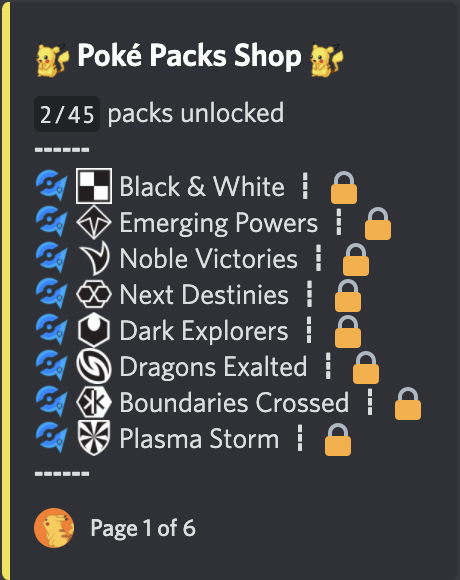 Poké Packs Shop
2/45 packs unlocked
------
Black & White ┋
Emerging Powers ┋
Noble Victories ┋
Next Destinies ┋
Dark Explorers ┋
Dragons Exalted ┋
Boundaries Crossed ┋
Plasma Storm ┋
------
Page 1 of 6